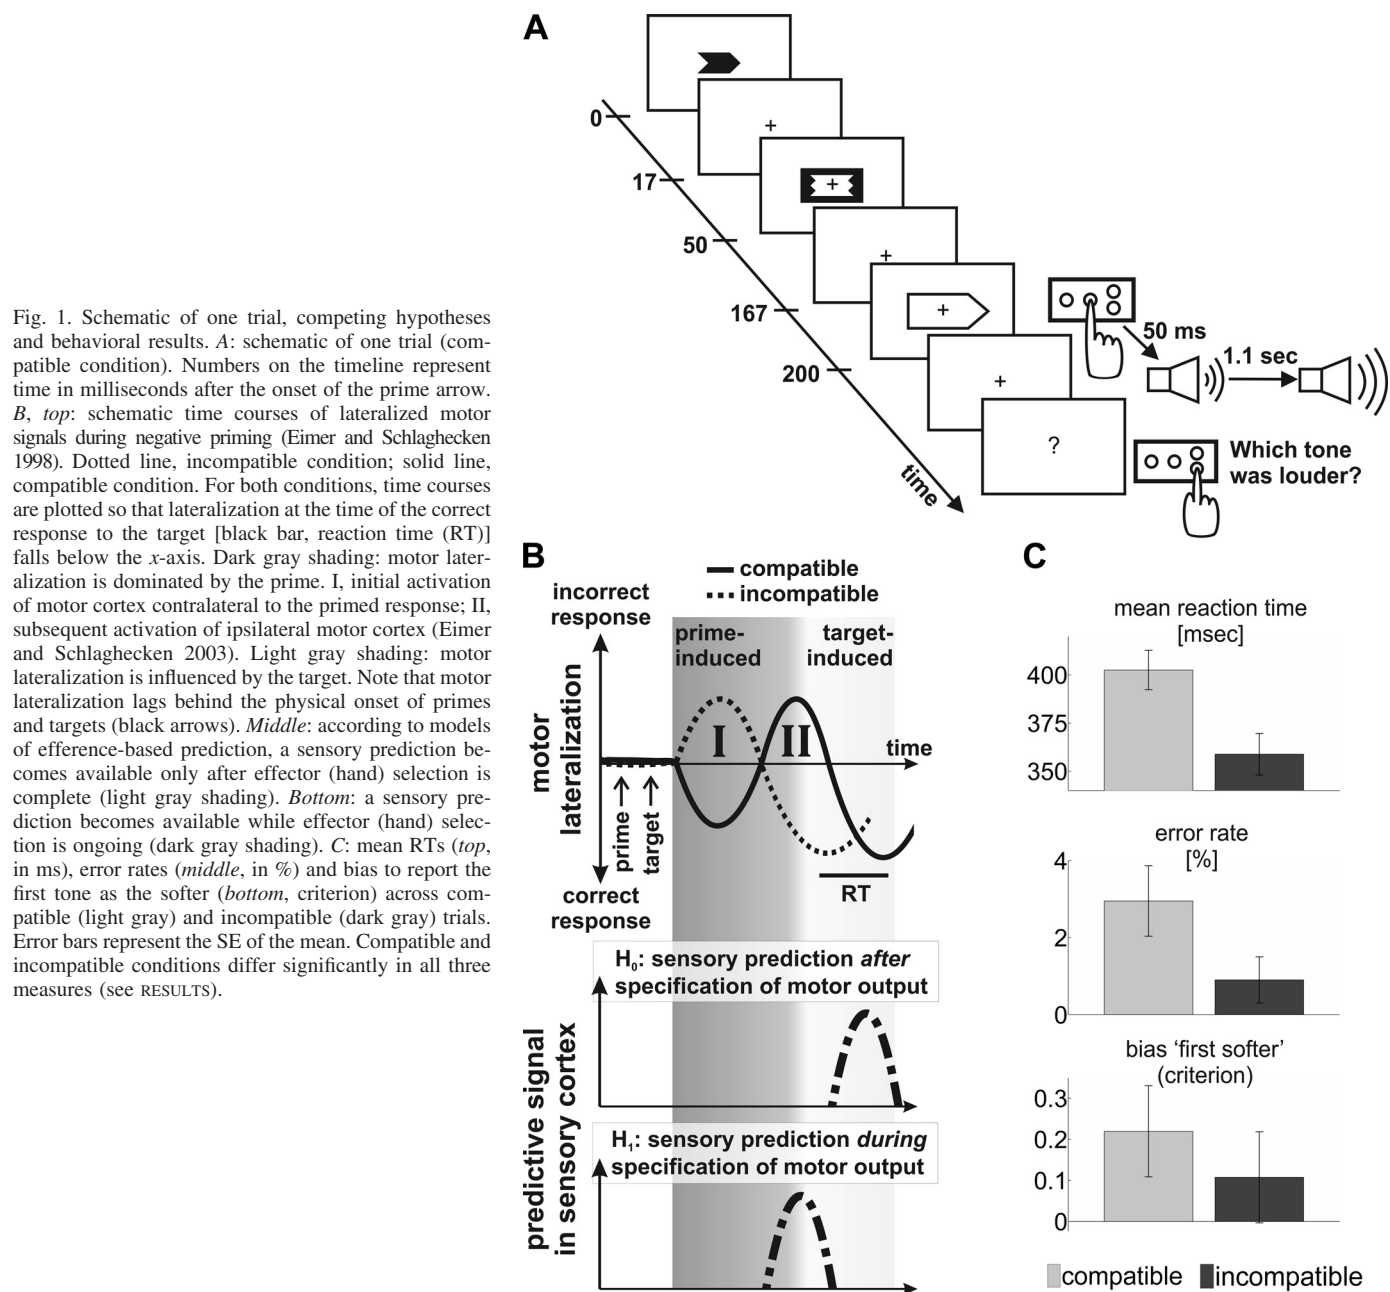 Fig. 1. Schematic of one trial, competing hypotheses
and behavioral results. A: schematic of one trial (com-
patible condition). Numbers on the timeline represent
time in milliseconds after the onset of the prime arrow.
B, top: schematic time courses of lateralized motor
signals during negative priming (Eimer and Schlaghecken
1998). Dotted line, incompatible condition; solid line,
compatible condition. For both conditions, time courses
are plotted so that lateralization at the time of the correct
response to the target [black bar, reaction time (RT)]
falls below the x-axis. Dark gray shading: motor later-
alization is dominated by the prime. I, initial activation
of motor cortex contralateral to the primed response; II,
subsequent activation of ipsilateral motor cortex (Eimer
and Schlaghecken 2003). Light gray shading: motor
lateralization is influenced by the target. Note that motor
lateralization lags behind the physical onset of primes
and targets (black arrows). Middle: according to models
of efference-based prediction, a sensory prediction be-
comes available only after effector (hand) selection is
complete (light gray shading). Bottom: a sensory pre-
diction becomes available while effector (hand) selec-
tion is ongoing (dark gray shading). C: mean RTs (top,
in ms), error rates (middle, in %) and bias to report the
first tone as the softer (bottom, criterion) across com-
patible (light gray) and incompatible (dark gray) trials.
Error bars represent the SE of the mean. Compatible and
incompatible conditions differ significantly in all three
measures (see RESULTS).
A
0
17
50
167
200
time
+
+
+
+
+
?
50 ms
1.1 sec
Which tone
was louder?
B
compatible
incompatible
incorrect
response
prime-
induced
target-
induced
motor
lateralization
I
II
time
prime
target
RT
correct
response
H0: sensory prediction after
specification of motor output
predictive signal
in sensory cortex
H1: sensory prediction during
specification of motor output
C
mean reaction time
[msec]
400
375
350
error rate
[%]
4
2
0
bias ‘first softer’
(criterion)
0.3
0.2
0.1
0
compatible
incompatible